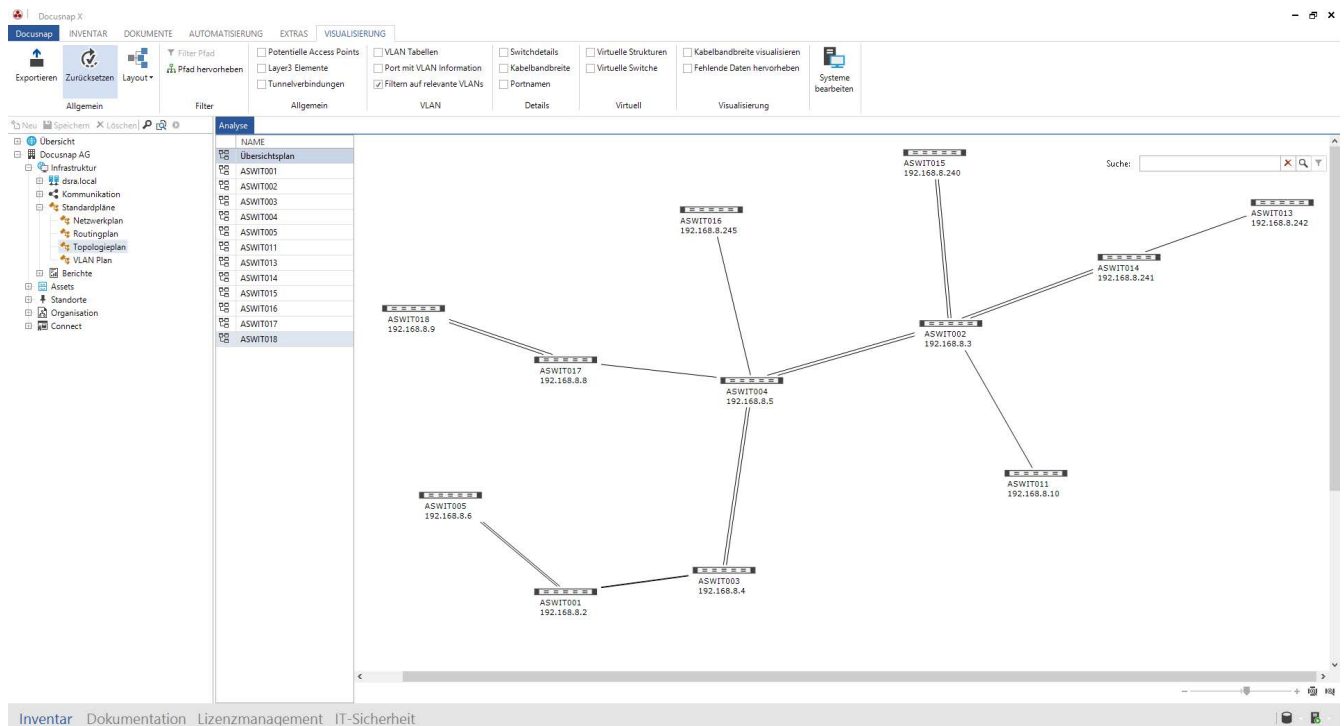 Docusnap X
Docusnap INVENTAR DOKUMENTE AUTOMATISIERUNG EXTRAS VISUALISIERUNG
Exportieren
Zurücksetzen
Layout
Allgemein
Filter Pfad
Pfad hervorheben
Filter
Potentielle Access Points
Layer3 Elemente
Tunnelverbindungen
Allgemein
VLAN Tabellen
Port mit VLAN Information
Filtern auf relevante VLANs
VLAN
Switchdetails
Kabelbandbreite
Portnamen
Details
Virtuelle Strukturen
Virtuelle Switche
Virtuell
Kabelbandbreite visualisieren
Fehlende Daten hervorheben
Visualisierung
Systeme
bearbeiten
Neu Speichern Löschen
Übersicht
Docusnap AG
Infrastruktur
dsra.local
Kommunikation
Standardpläne
Netzwerkplan
Routingplan
Topologieplan
VLAN Plan
Berichte
Assets
Standorte
Organisation
Connect
Analyse
NAME
Übersichtsplan
ASWIT001
ASWIT002
ASWIT003
ASWIT004
ASWIT005
ASWIT011
ASWIT013
ASWIT014
ASWIT015
ASWIT016
ASWIT017
ASWIT018
Suche:
ASWIT015
192.168.8.240
ASWIT013
192.168.8.242
ASWIT016
192.168.8.245
ASWIT014
192.168.8.241
ASWIT018
192.168.8.9
ASWIT002
192.168.8.3
ASWIT017
192.168.8.8
ASWIT004
192.168.8.5
ASWIT011
192.168.8.10
ASWIT005
192.168.8.6
ASWIT003
192.168.8.4
ASWIT001
192.168.8.2
Inventar Dokumentation Lizenzmanagement IT-Sicherheit